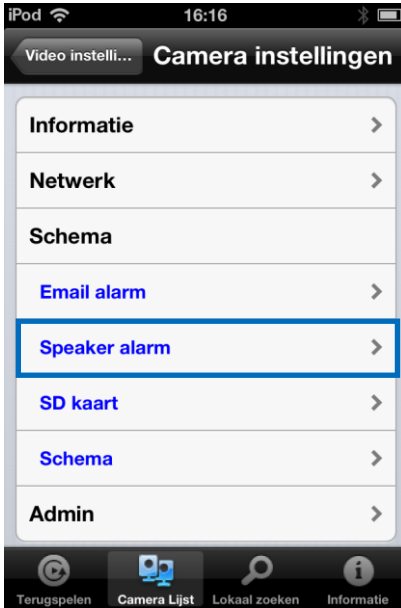 iPod 16:16
Video instelli... Camera instellingen
Informatie
Netwerk
Schema
Email alarm
Speaker alarm
SD kaart
Schema
Admin
Terugspelen Camera Lijst Lokaal zoeken Informatie